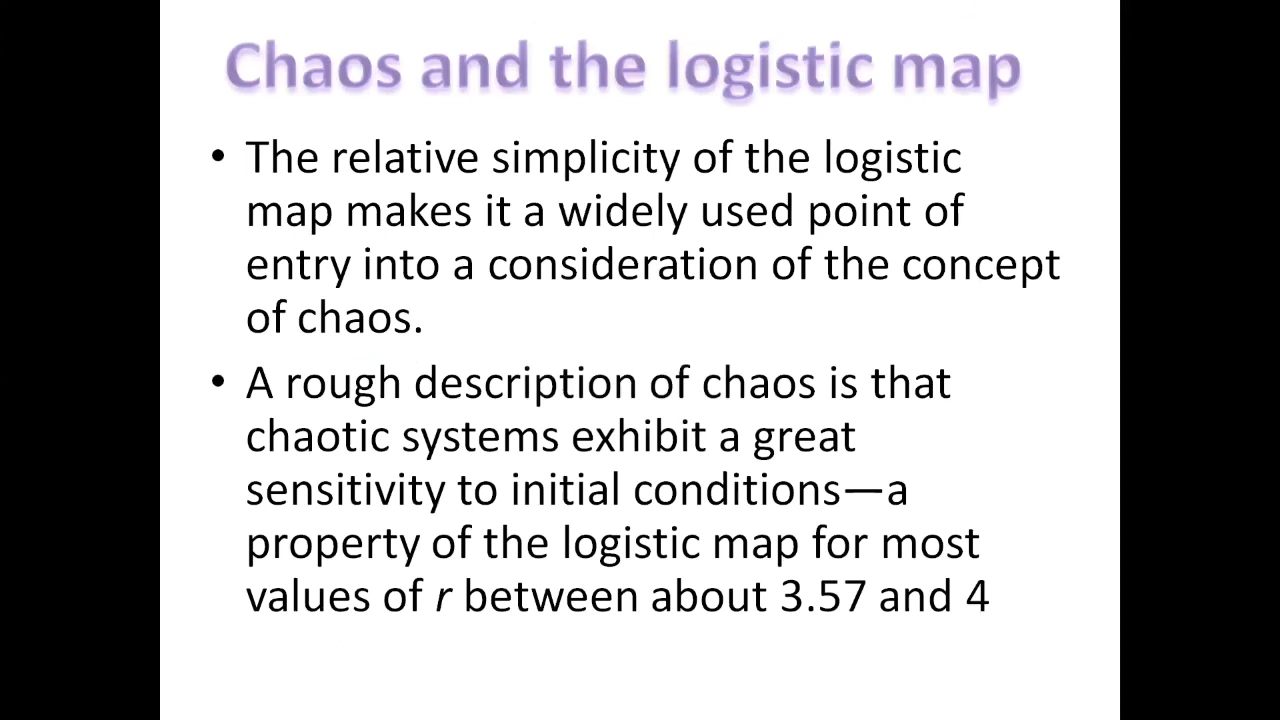 Chaos and the logistic map
• The relative simplicity of the logistic
map makes it a widely used point of
entry into a consideration of the concept
of chaos.
• A rough description of chaos is that
chaotic systems exhibit a great
sensitivity to initial conditions—a
property of the logistic map for most
values of r between about 3.57 and 4